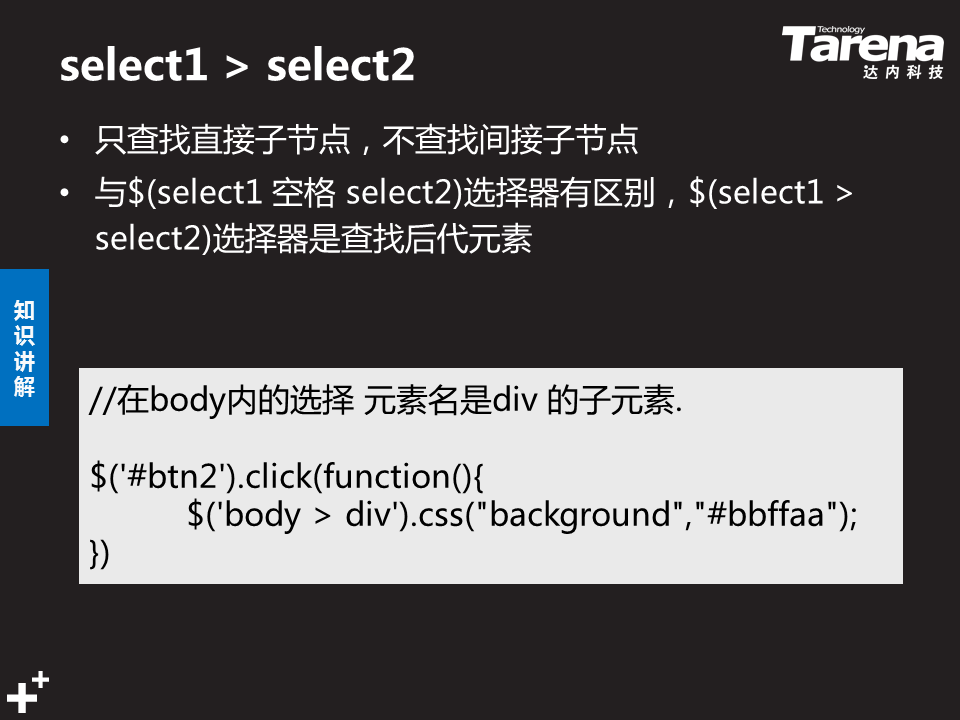 select1 > select2
Technology
Tarena
达内科技
• 只查找直接子节点，不查找间接子节点
• 与$(select1 空格 select2)选择器有区别，$(select1 >
select2)选择器是查找后代元素
知
识
讲
解
//在body内的选择 元素名是div 的子元素.
$('#btn2').click(function(){
$('body > div').css("background","#bbffaa");
})